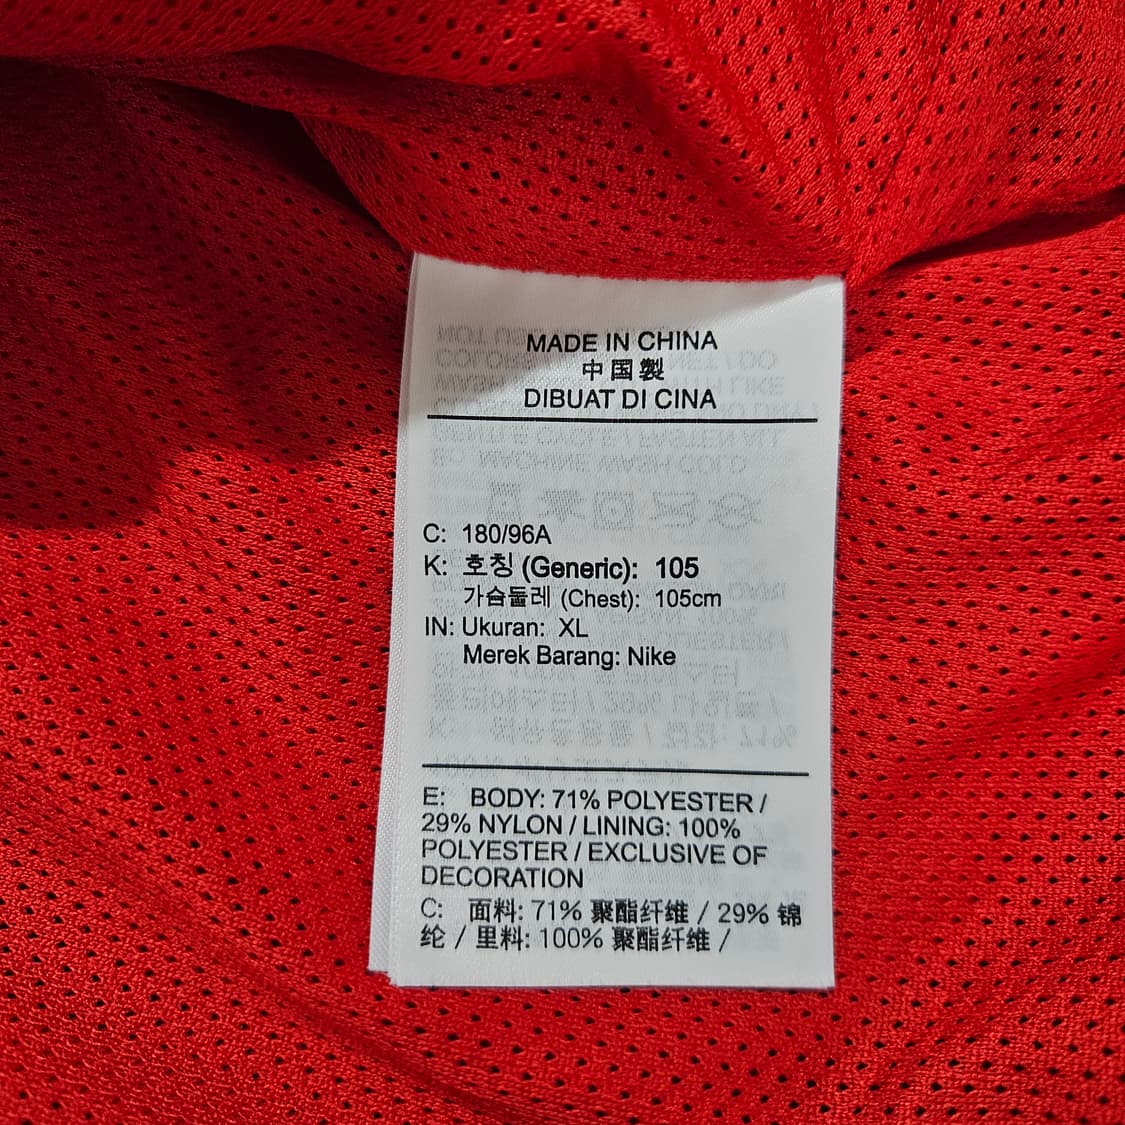 MADE IN CHINA
中国製
DIBUAT DI CINA
C: 180/96A
K: 호칭 (Generic): 105
가슴둘레 (Chest): 105cm
IN: Ukuran: XL
Merek Barang: Nike
E: BODY: 71% POLYESTER /
29% NYLON / LINING: 100%
POLYESTER / EXCLUSIVE OF
DECORATION
C: 面料: 71% 聚酯纤维 / 29% 锦
纶 / 里料: 100% 聚酯纤维 /